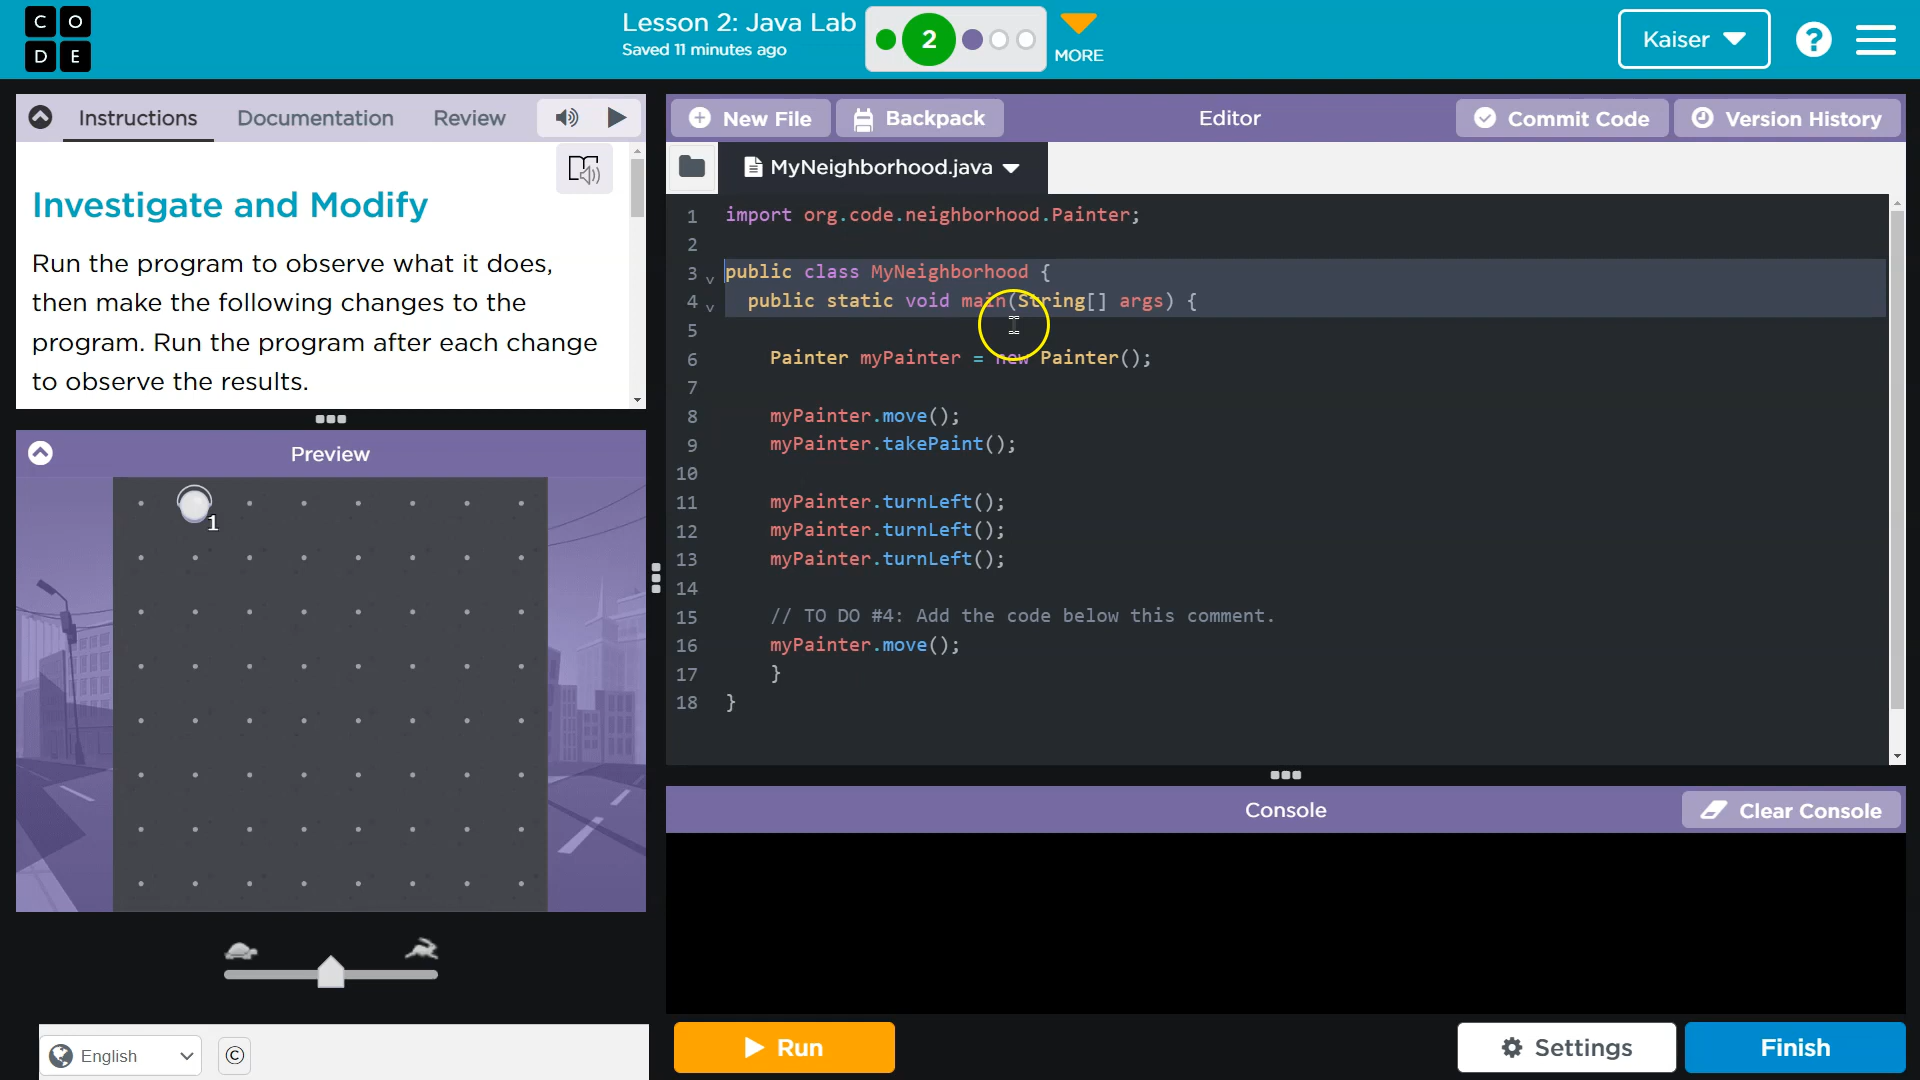 C O
D E
Lesson 2: Java Lab
Saved 11 minutes ago
2
MORE
Kaiser
?
Instructions
Documentation
Review
New File
Backpack
Editor
Commit Code
Version History
MyNeighborhood.java
Investigate and Modify
Run the program to observe what it does,
then make the following changes to the
program. Run the program after each change
to observe the results.
Preview
1
1 import org.code.neighborhood.Painter;
2
3 public class MyNeighborhood {
4 public static void main(String[] args) {
5
6 Painter myPainter = new Painter();
7
8 myPainter.move();
9 myPainter.takePaint();
10
11 myPainter.turnLeft();
12 myPainter.turnLeft();
13 myPainter.turnLeft();
14
15 // TO DO #4: Add the code below this comment.
16 myPainter.move();
17 }
18 }
Console
Clear Console
English
©
Run
Settings
Finish